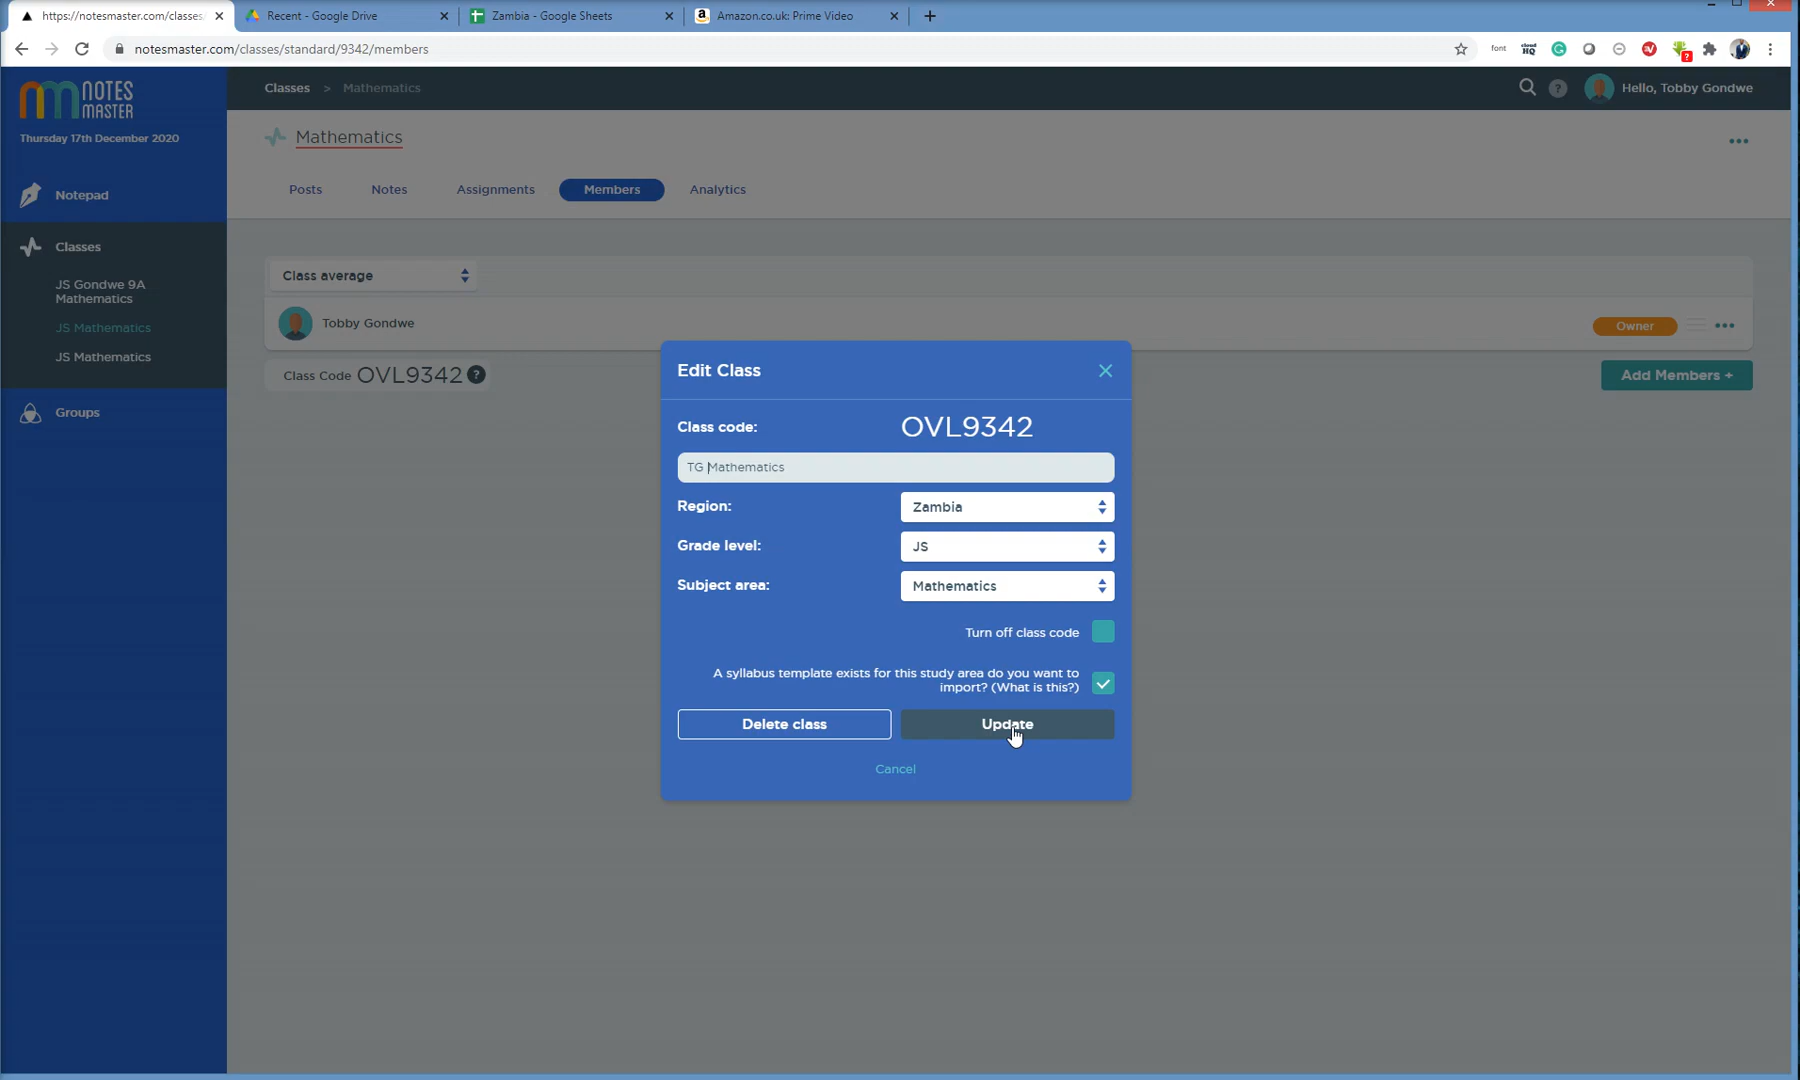 https://notesmaster.com/classes.
Recent - Google Drive
Zambia - Google Sheets
Amazon.co.uk: Prime Video
notesmaster.com/classes/standard/9342/members
font
cloud
HQ
NOTES
MASTER
Thursday 17th December 2020
Classes > Mathematics
? Hello, Tobby Gondwe
Mathematics
Posts Notes Assignments Members Analytics
Notepad
Classes
JS Gondwe 9A
Mathematics
JS Mathematics
JS Mathematics
Groups
Class average
Tobby Gondwe
Owner
Class Code OVL9342 ?
Add Members +
Edit Class
Class code: OVL9342
TG Mathematics
Region: Zambia
Grade level: JS
Subject area: Mathematics
Turn off class code
A syllabus template exists for this study area do you want to
import? (What is this?)
Delete class Update
Cancel